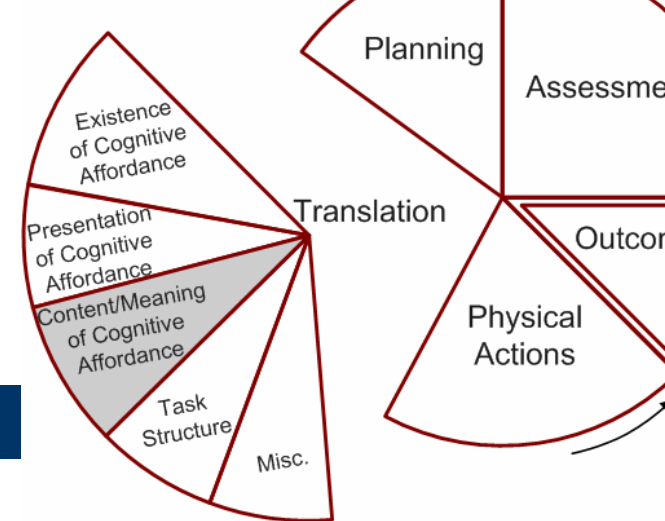 Planning
Existence
of Cognitive
Affordance
Presentation
of Cognitive
Affordance
Content/Meaning
of Cognitive
Affordance
Task
Structure
Misc.
Translation
Physical
Actions